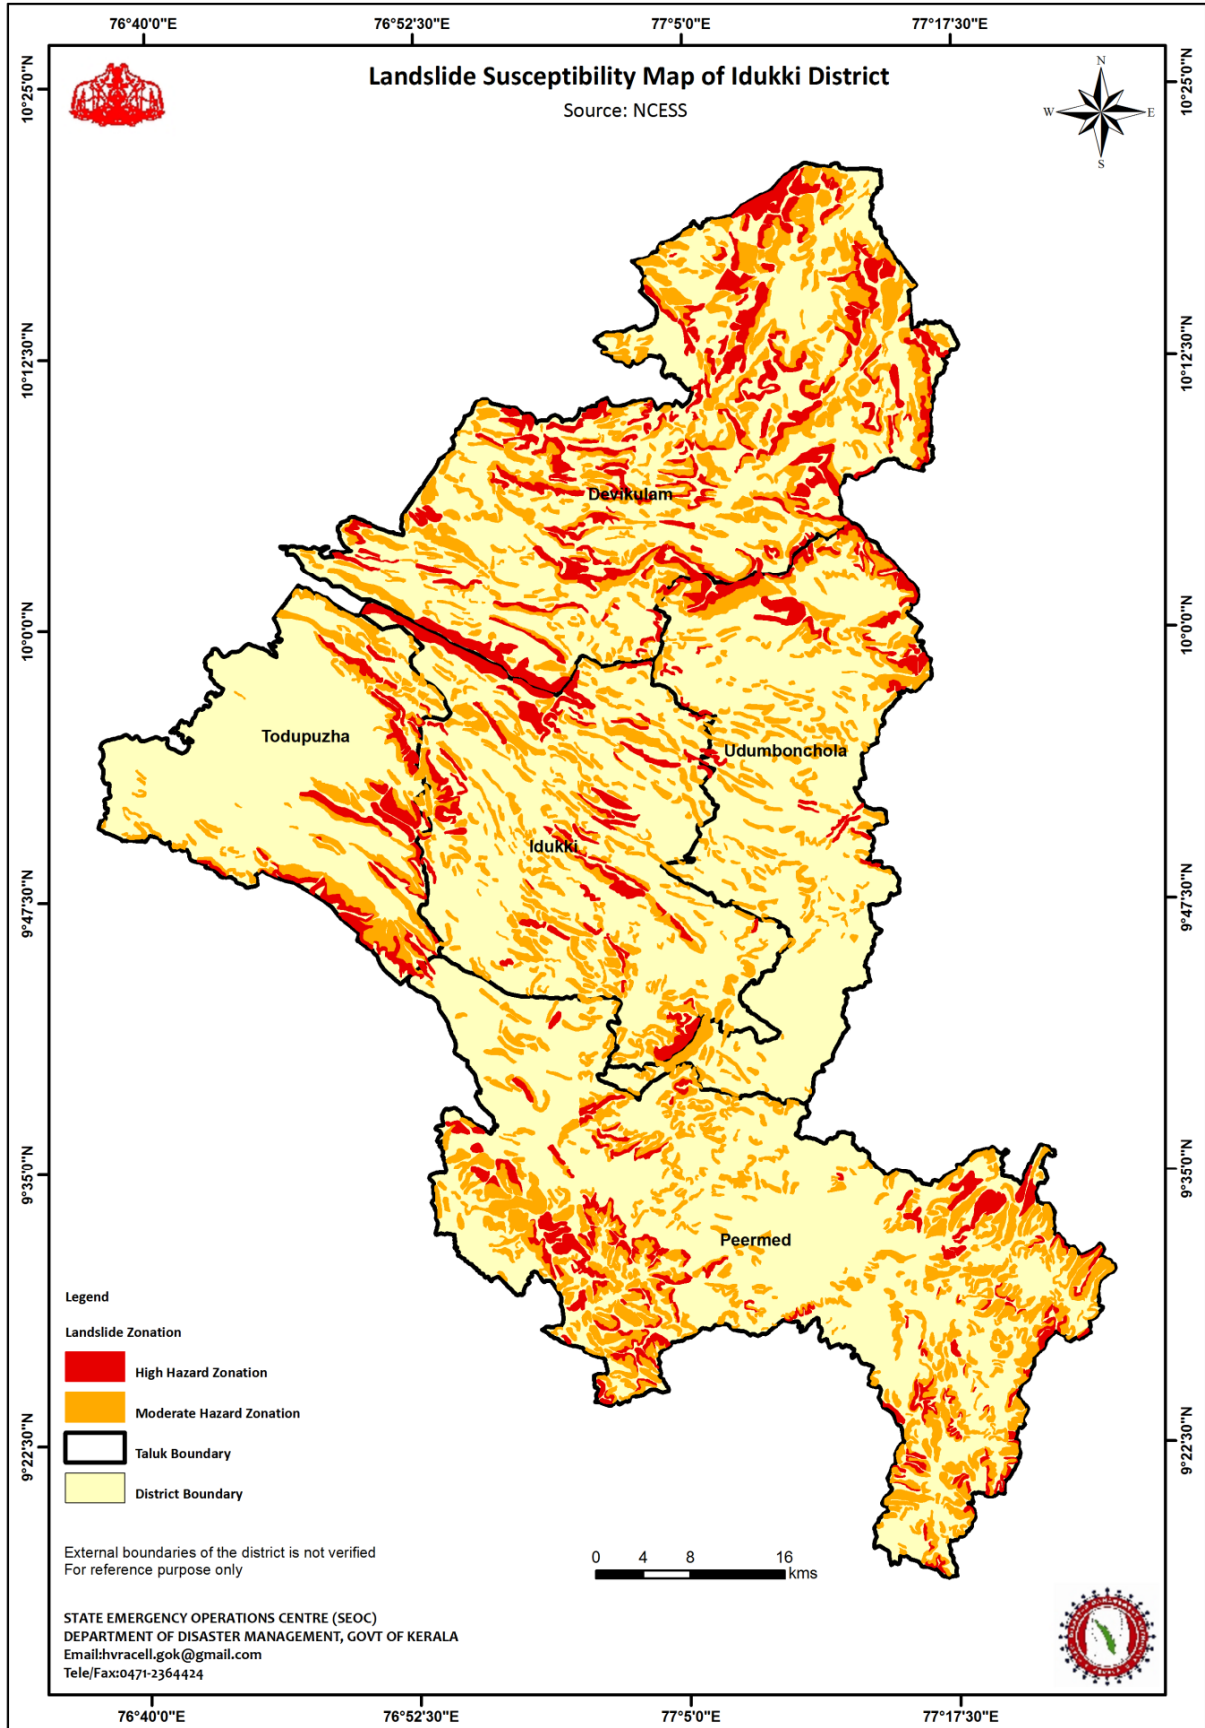 76°40'0"E 76°52'30"E 77°5'0"E 77°17'30"E
Landslide Susceptibility Map of Idukki District
Source: NCESS
N
W E
S
10°25'0"N 10°25'0"N
10°12'30"N 10°12'30"N
Devikulam
10°0'0"N 10°0'0"N
Todupuzha
Udumbonchola
Idukki
9°47'30"N 9°47'30"N
9°35'0"N 9°35'0"N
Peermed
Legend
Landslide Zonation
High Hazard Zonation
Moderate Hazard Zonation
Taluk Boundary
District Boundary
9°22'30"N 9°22'30"N
External boundaries of the district is not verified
For reference purpose only
0 4 8 16
kms
STATE EMERGENCY OPERATIONS CENTRE (SEOC)
DEPARTMENT OF DISASTER MANAGEMENT, GOVT OF KERALA
Email:hvracell.gok@gmail.com
Tele/Fax:0471-2364424
76°40'0"E 76°52'30"E 77°5'0"E 77°17'30"E